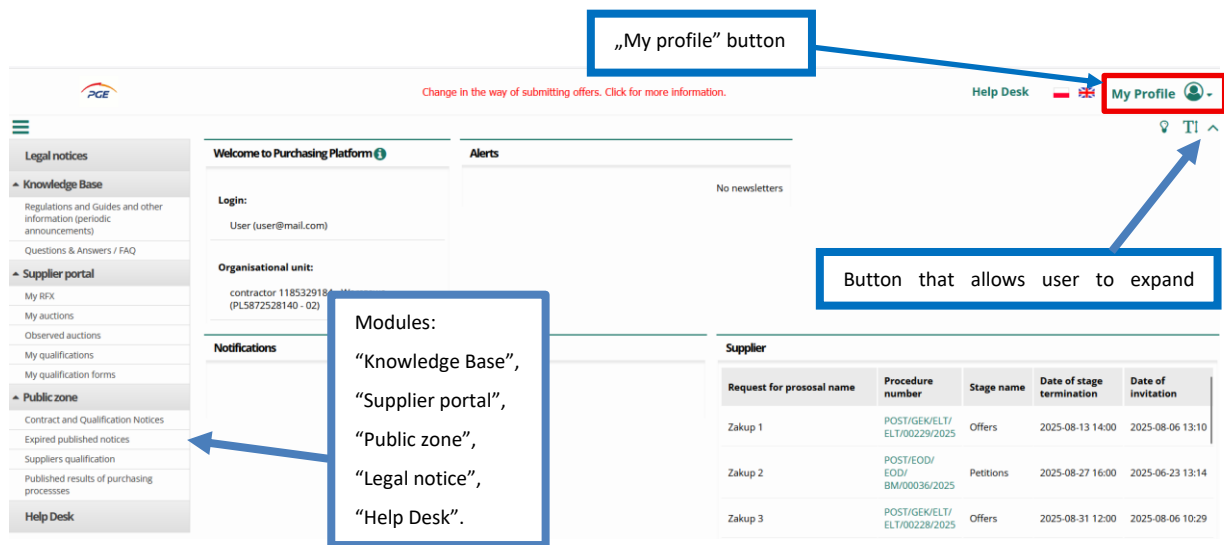 „My profile” button
PGE
Change in the way of submitting offers. Click for more information.
Help Desk
My Profile
TI
Legal notices
Knowledge Base
Regulations and Guides and other
information (periodic
announcements)
Questions & Answers / FAQ
Supplier portal
My RFX
My auctions
Observed auctions
My qualifications
My qualification forms
Public zone
Contract and Qualification Notices
Expired published notices
Suppliers qualification
Published results of purchasing
processses
Help Desk
Welcome to Purchasing Platform
Login:
User (user@mail.com)
Organisational unit:
contractor 1185329184
(PL5872528140 - 02)
Alerts
No newsletters
Button that allows user to expand
Modules:
“Knowledge Base”,
“Supplier portal”,
“Public zone”,
“Legal notice”,
“Help Desk”.
Notifications
Supplier
Request for prososal name Procedure number Stage name Date of stage termination Date of invitation
Zakup 1 POST/GEK/ELT/ELT/00229/2025 Offers 2025-08-13 14:00 2025-08-06 13:10
Zakup 2 POST/EOD/EOD/BM/00036/2025 Petitions 2025-08-27 16:00 2025-06-23 13:14
Zakup 3 POST/GEK/ELT/ELT/00228/2025 Offers 2025-08-31 12:00 2025-08-06 10:29